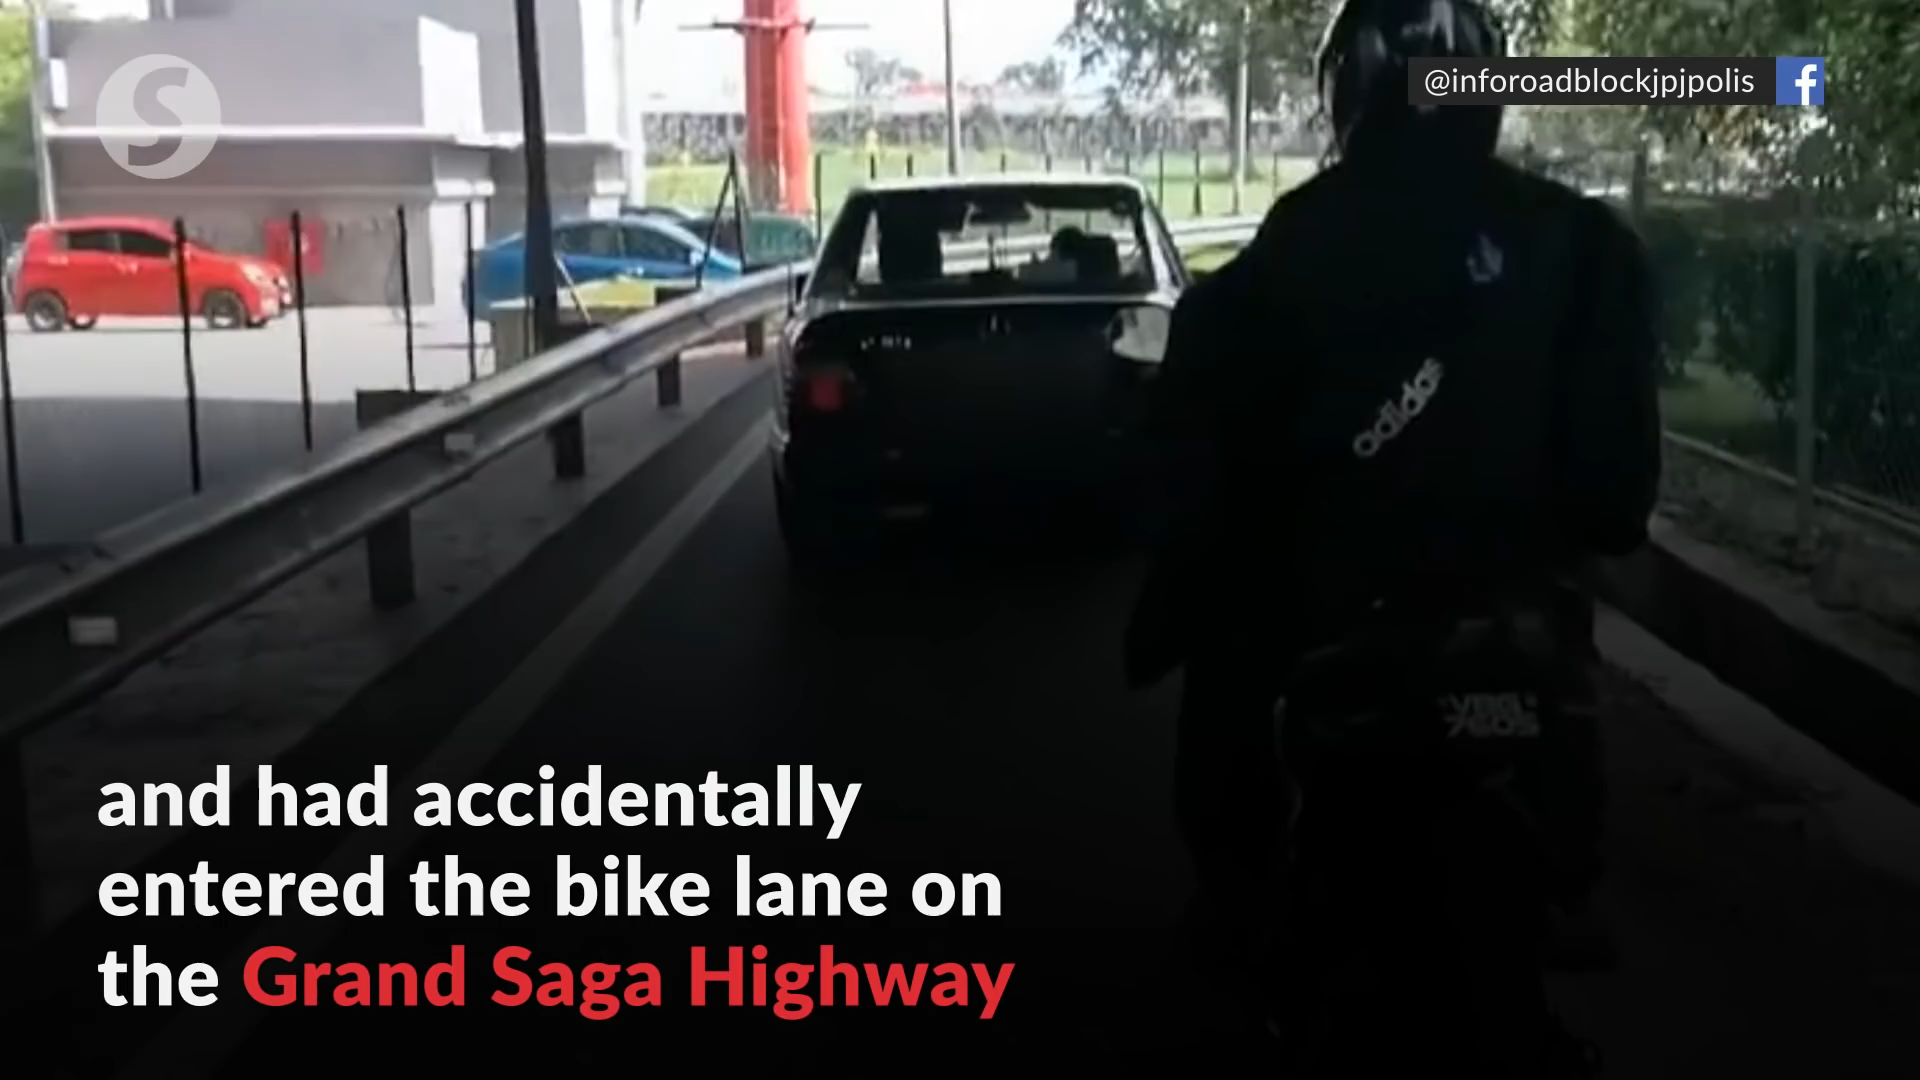 @inforoadblockjpjpolis
adidas
and had accidentally
entered the bike lane on
the Grand Saga Highway